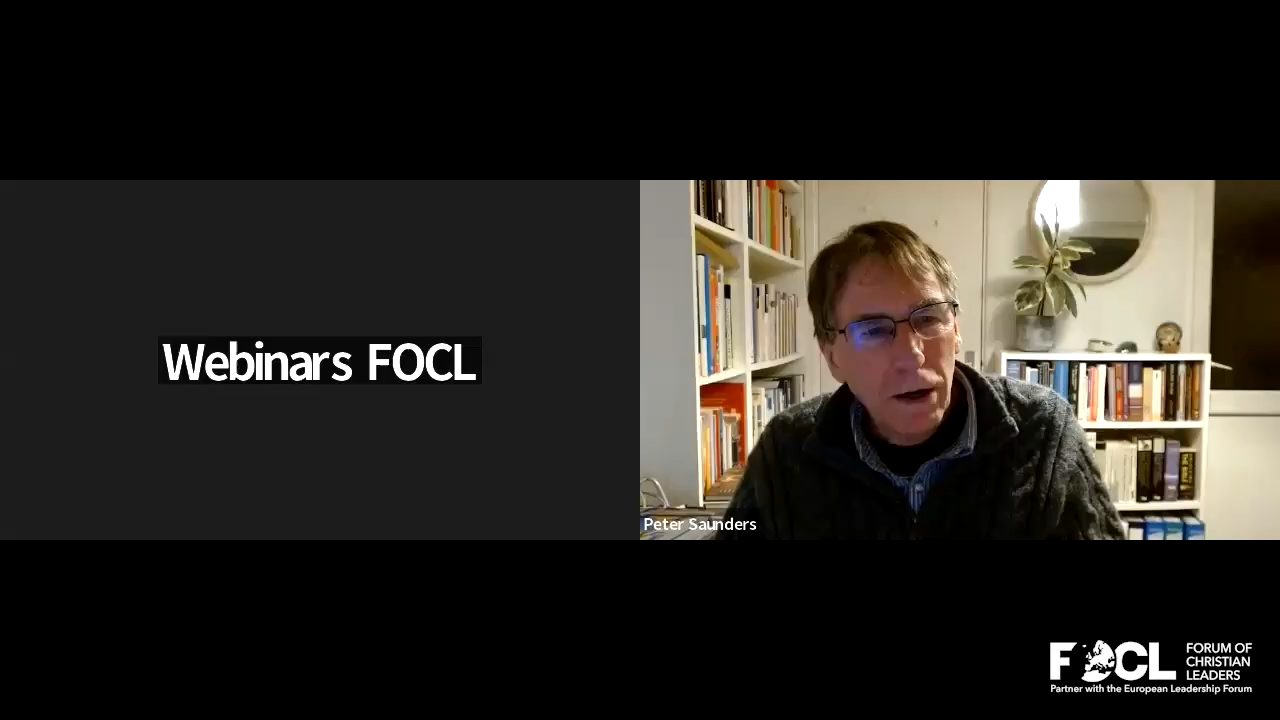 Webinars FOCL
Peter Saunders
FOCL
FORUM OF
CHRISTIAN
LEADERS
Partner with the European Leadership Forum